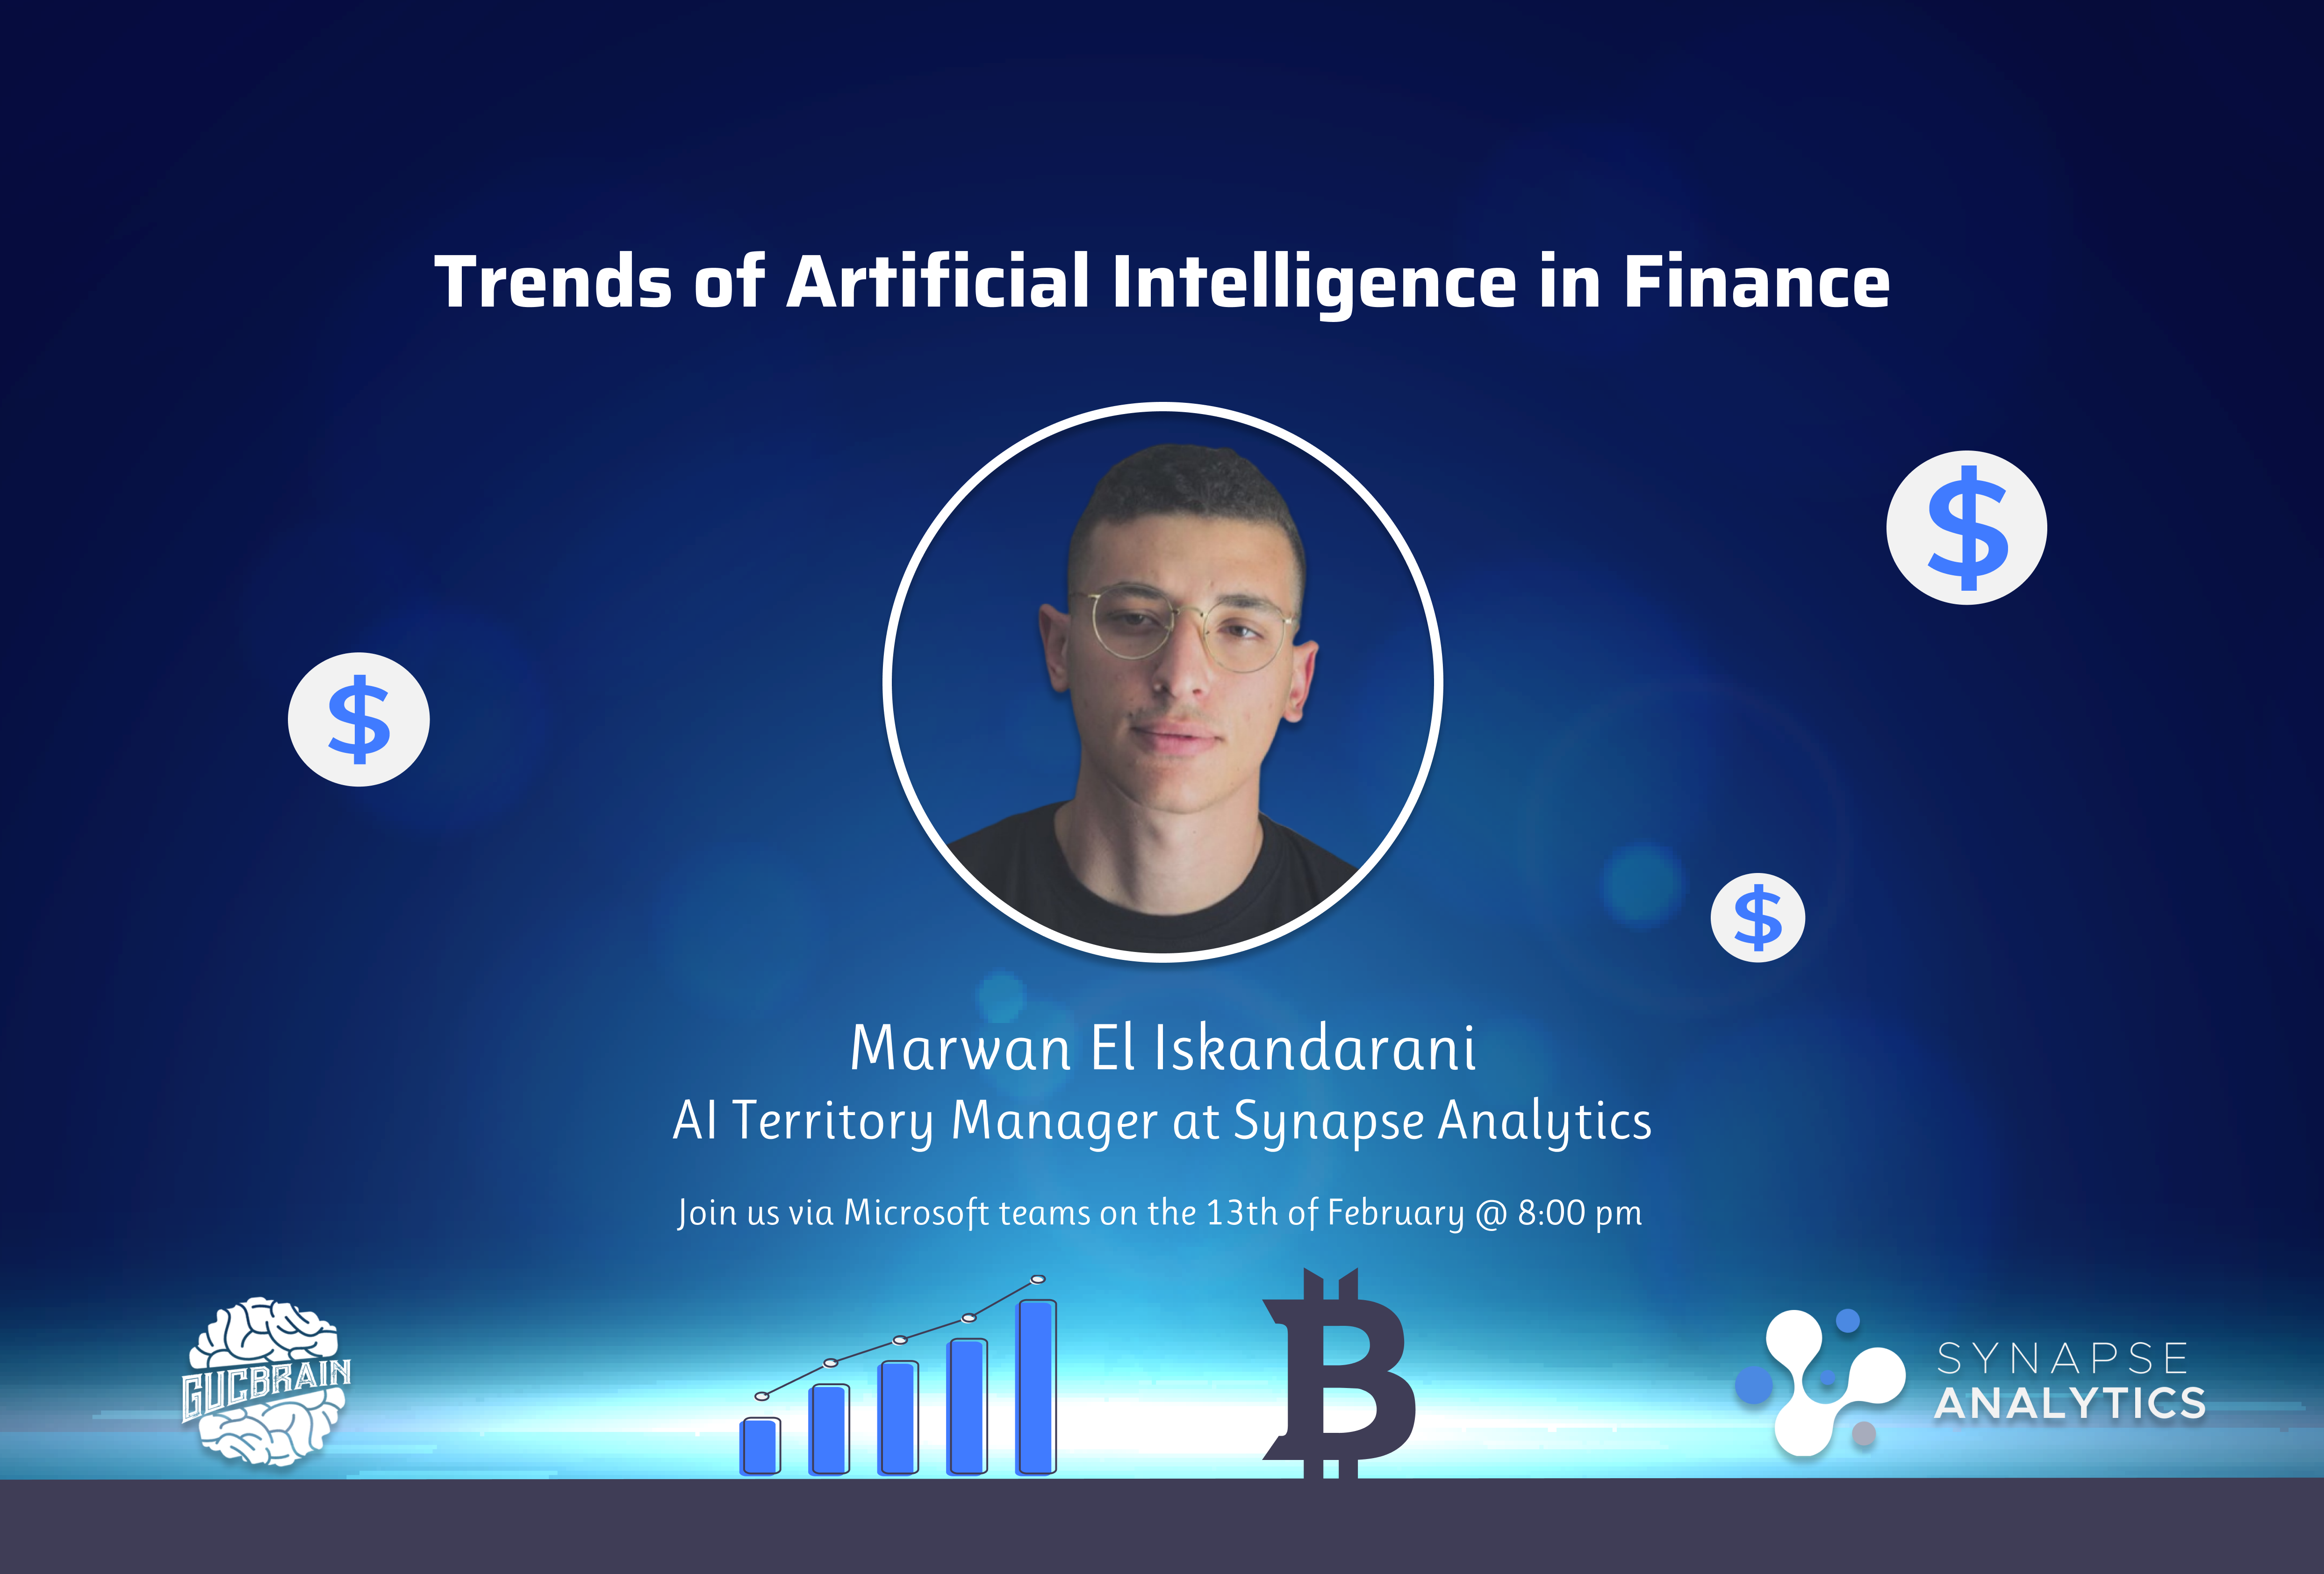 Trends of Artificial Intelligence in Finance
$
$
$
Marwan El Iskandarani
AI Territory Manager at Synapse Analytics
Join us via Microsoft teams on the 13th of February @ 8:00 pm
GUCBRAIN
SYNAPSE
ANALYTICS